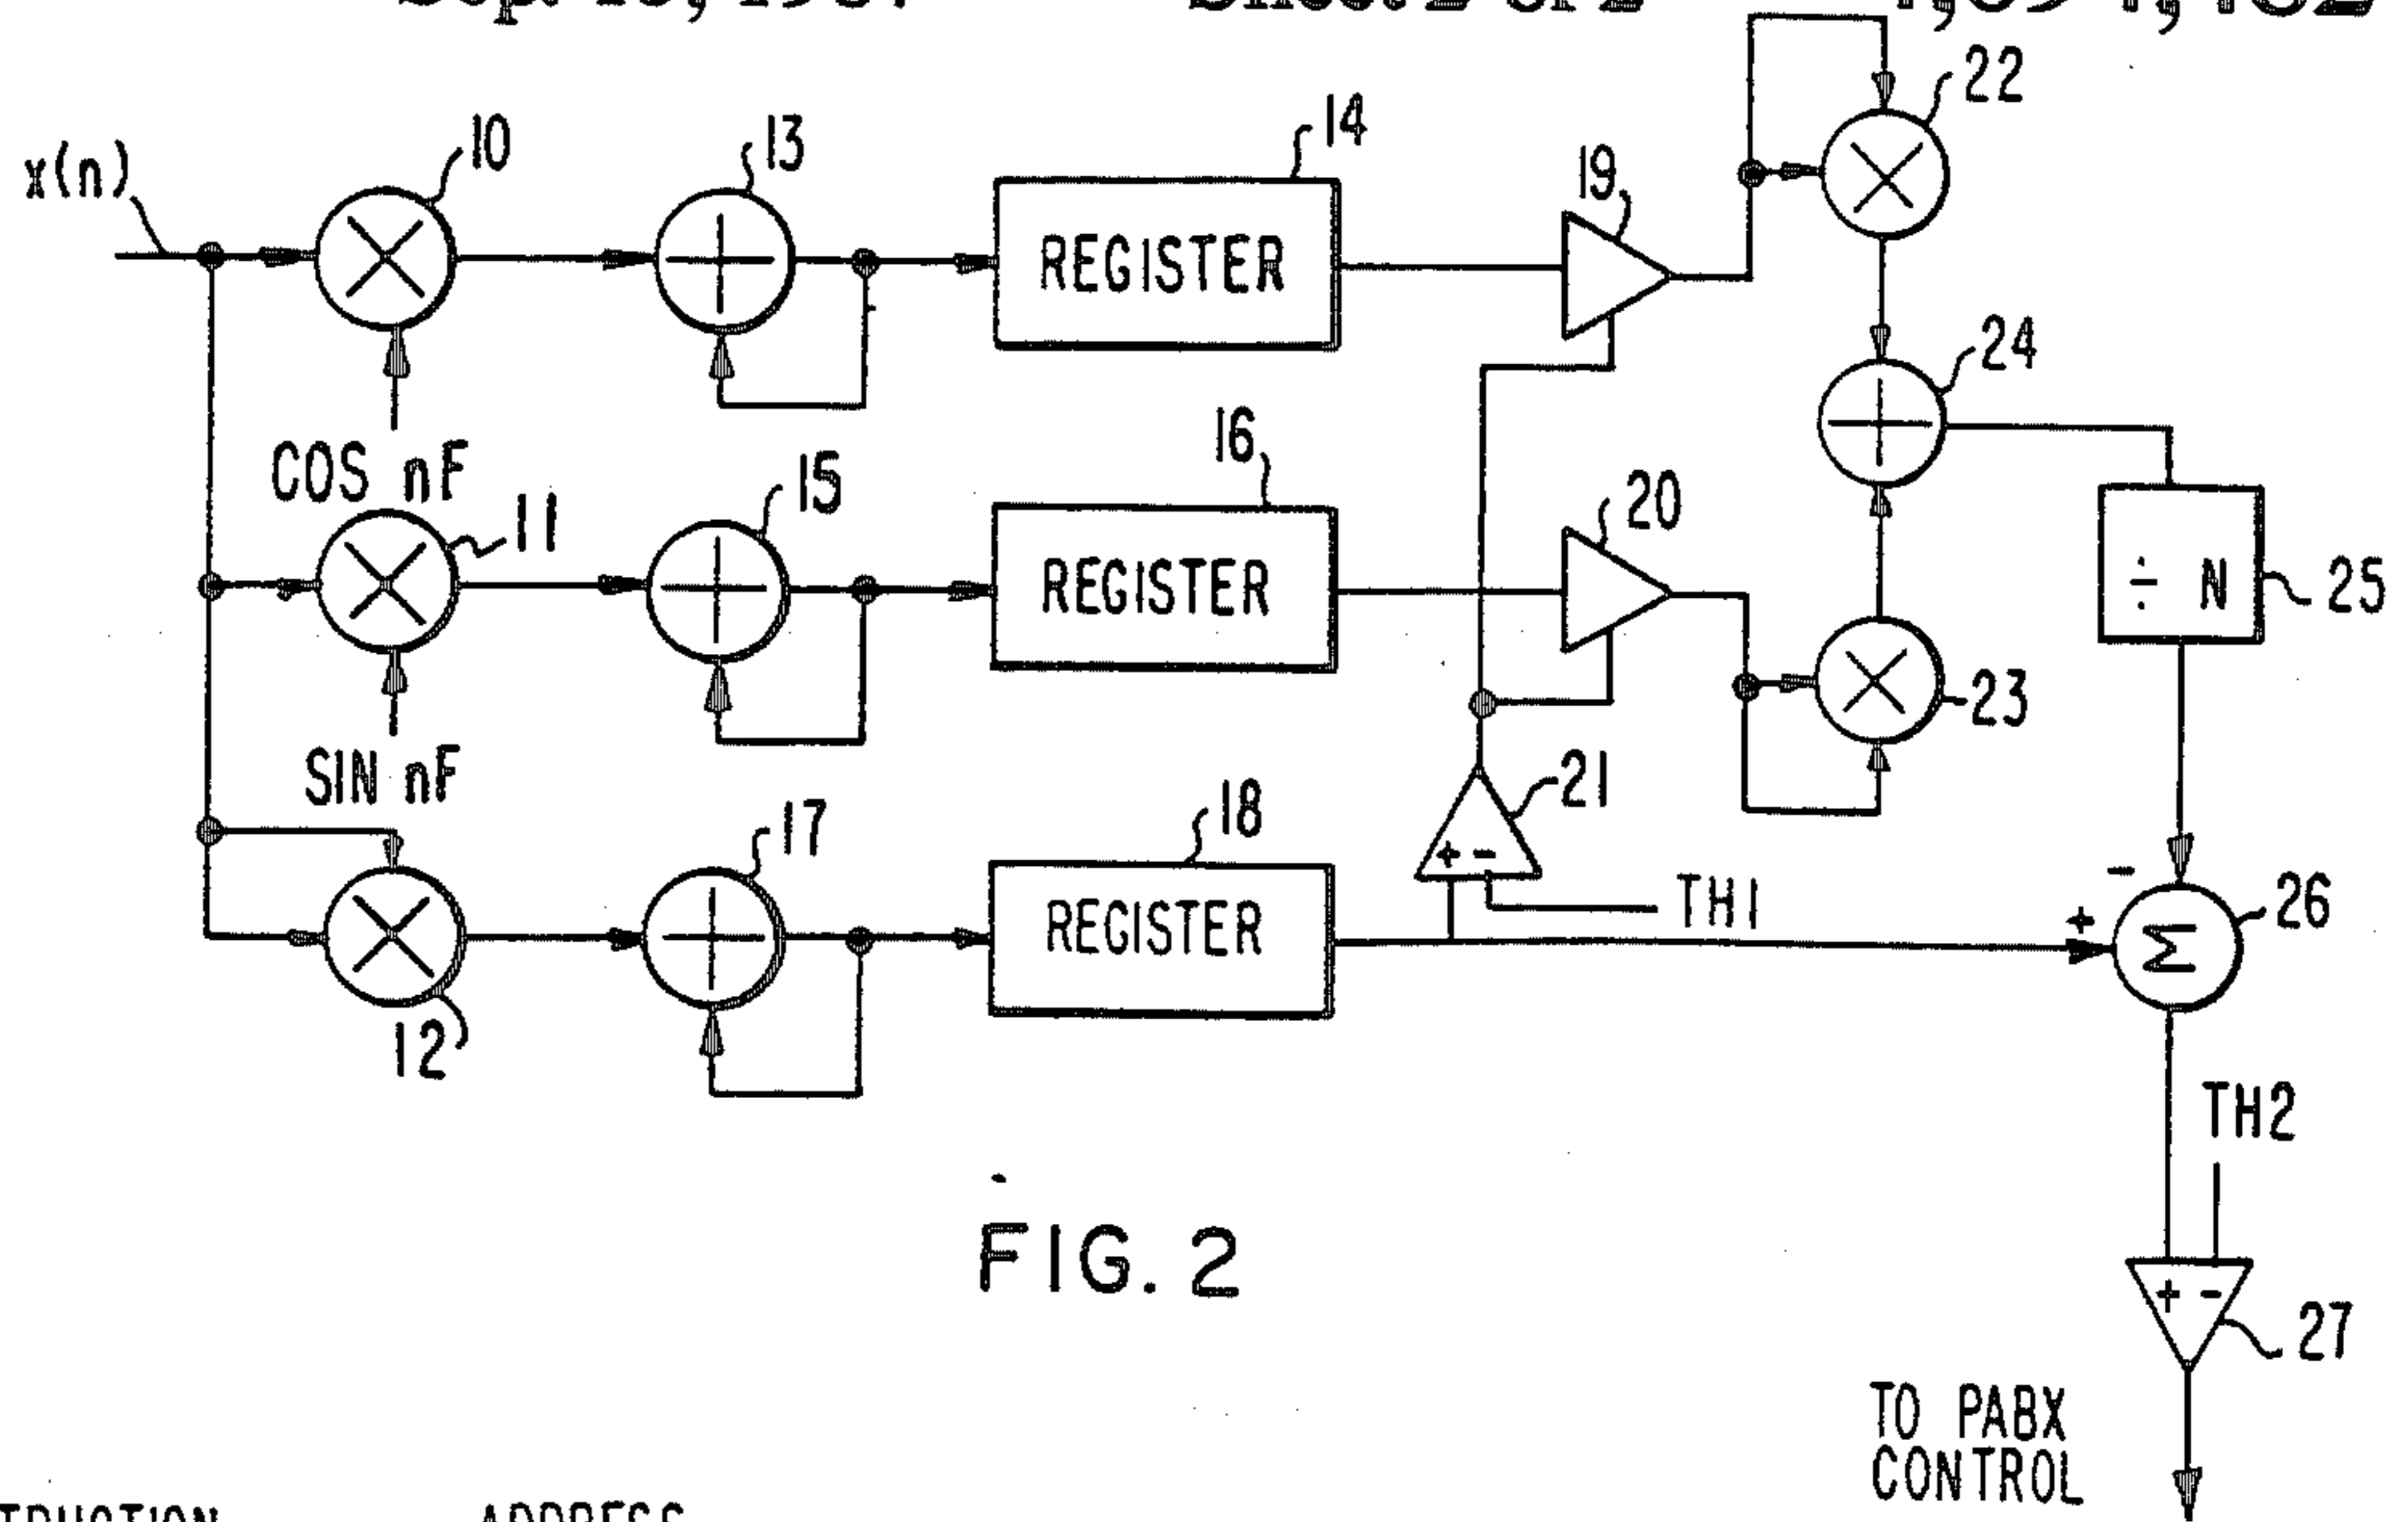 x(n)
10
13
14
19
22
REGISTER
24
COS nF
11
15
16
20
REGISTER
÷ N
25
23
SIN nF
17
18
21
REGISTER
+ -
TH1
-
+
Σ
26
12
TH2
FIG. 2
+ -
27
TO PABX
CONTROL
ADDRESS